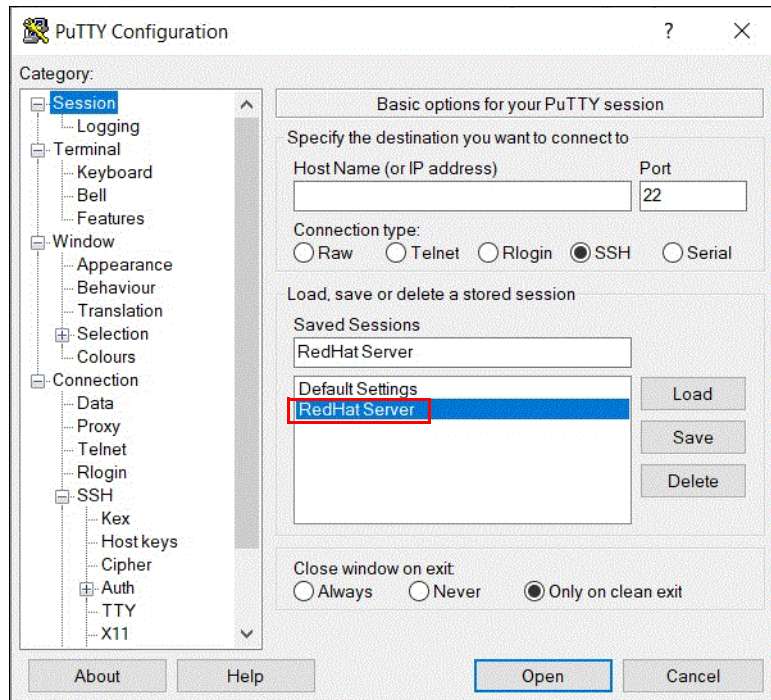 PuTTY Configuration ?
Category:
Session
Logging
Terminal
Keyboard
Bell
Features
Window
Appearance
Behaviour
Translation
Selection
Colours
Connection
Data
Proxy
Telnet
Rlogin
SSH
Kex
Host keys
Cipher
Auth
TTY
X11
Basic options for your PuTTY session
Specify the destination you want to connect to
Host Name (or IP address) Port
22
Connection type:
Raw Telnet Rlogin SSH Serial
Load, save or delete a stored session
Saved Sessions
RedHat Server
Default Settings
RedHat Server
Load
Save
Delete
Close window on exit:
Always Never Only on clean exit
About Help Open Cancel